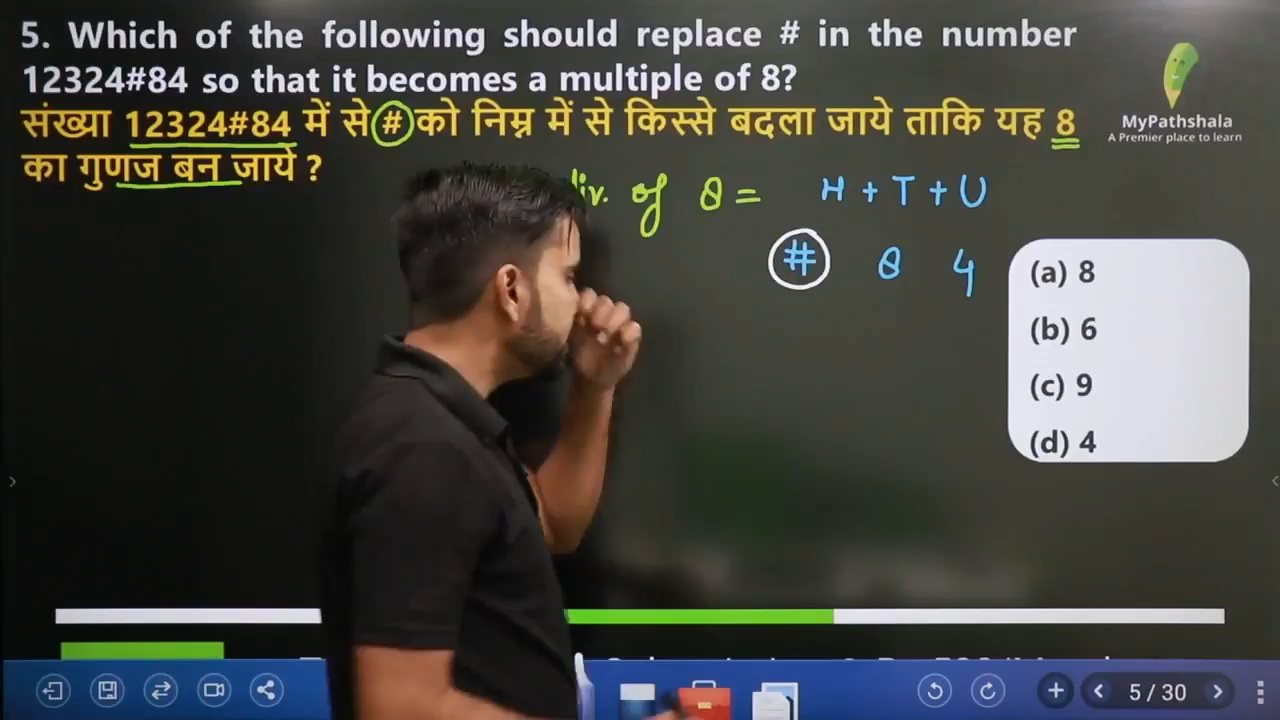 5. Which of the following should replace # in the number
12324#84 so that it becomes a multiple of 8?
संख्या 12324#84 में से # को निम्न में से किस्से बदला जाये ताकि यह 8
का गुणज बन जाये ?
MyPathshala
A Premier place to learn
div. of 8 = H + T + U
# 8 4
(a) 8
(b) 6
(c) 9
(d) 4
5 / 30